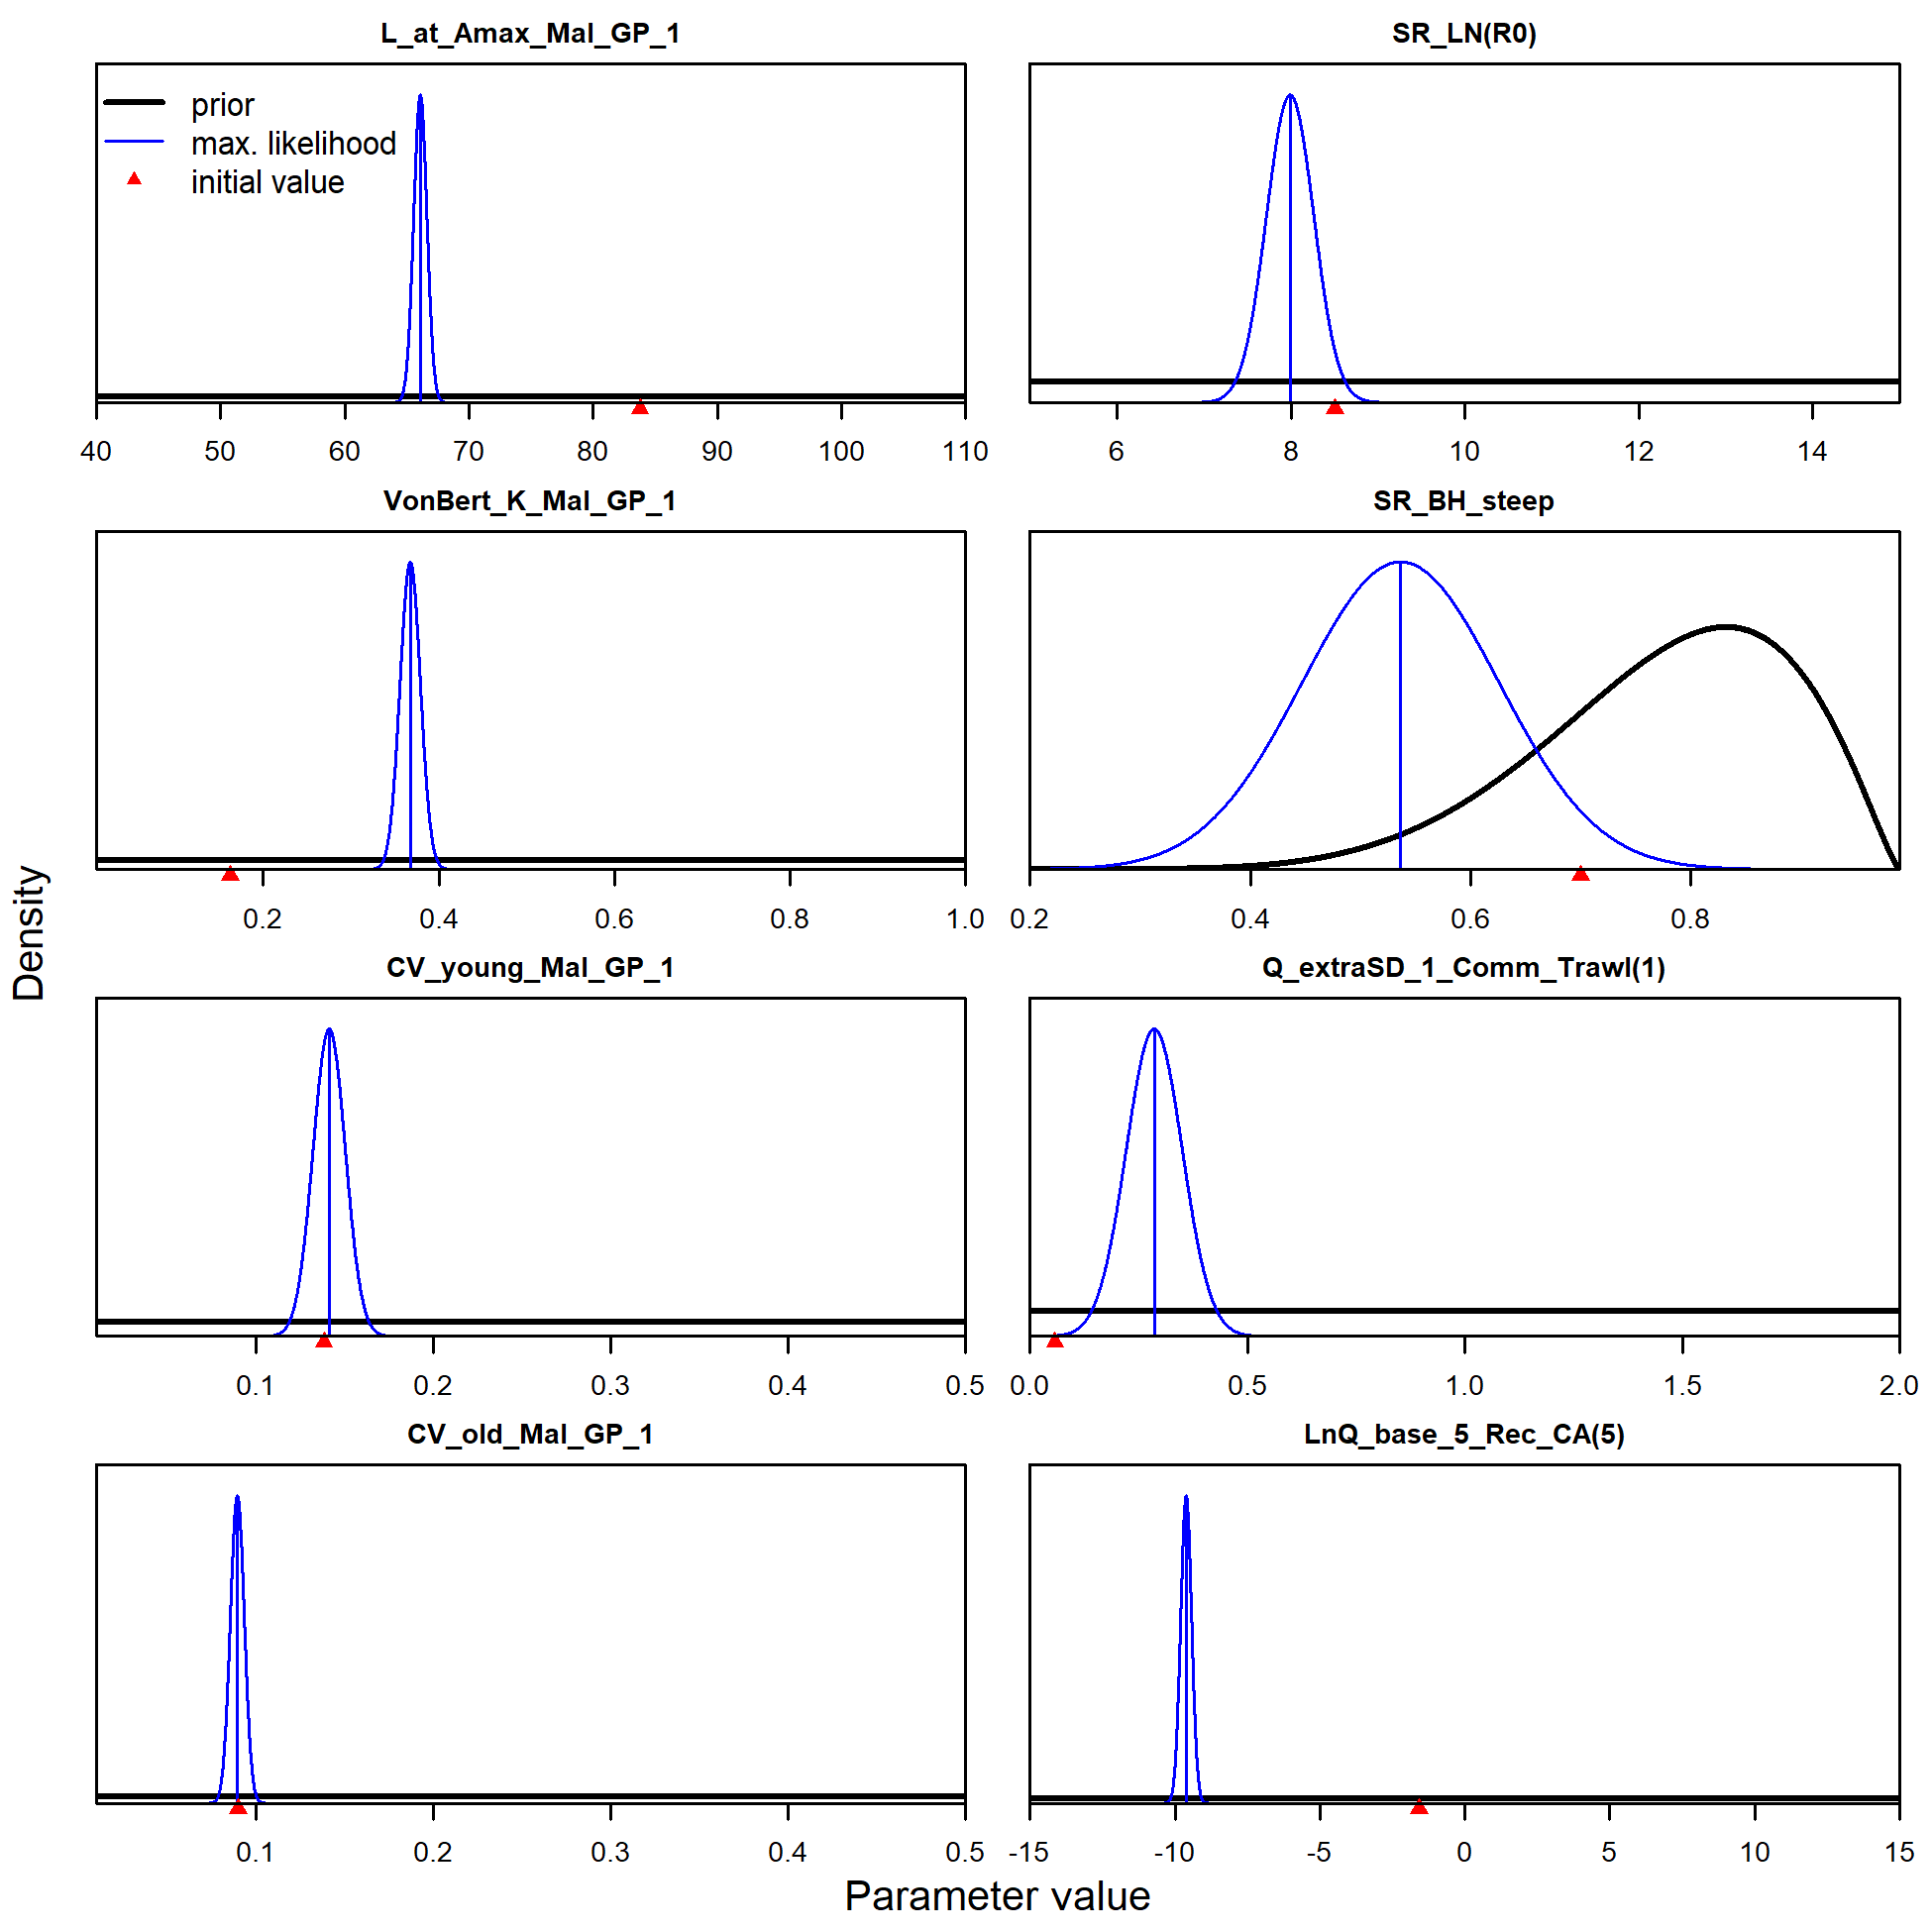 L_at_Amax_Mal_GP_1
prior
max. likelihood
initial value
40 50 60 70 80 90 100 110
SR_LN(R0)
6 8 10 12 14
VonBert_K_Mal_GP_1
0.2 0.4 0.6 0.8 1.0
SR_BH_steep
0.2 0.4 0.6 0.8
CV_young_Mal_GP_1
0.1 0.2 0.3 0.4 0.5
Q_extraSD_1_Comm_Trawl(1)
0.0 0.5 1.0 1.5 2.0
CV_old_Mal_GP_1
0.1 0.2 0.3 0.4 0.5
LnQ_base_5_Rec_CA(5)
-15 -10 -5 0 5 10 15
Density
Parameter value